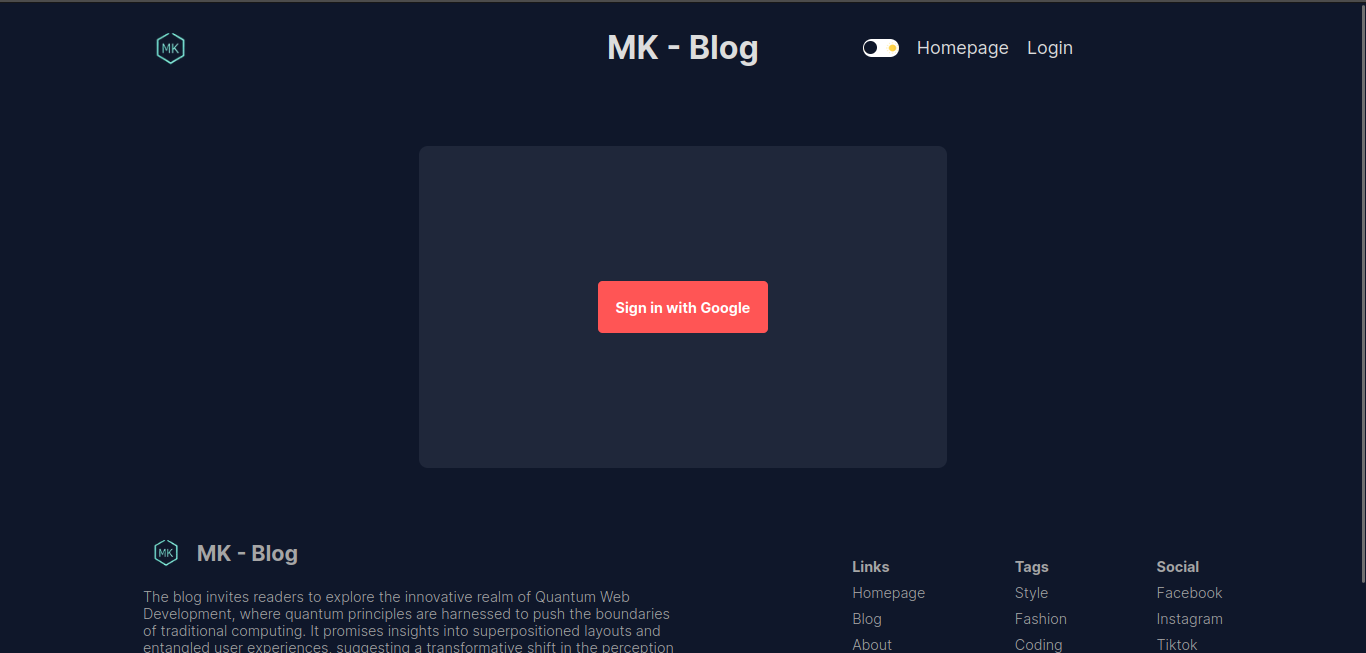 MK
MK - Blog
Homepage
Login
Sign in with Google
MK
MK - Blog
The blog invites readers to explore the innovative realm of Quantum Web
Development, where quantum principles are harnessed to push the boundaries
of traditional computing. It promises insights into superpositioned layouts and
entangled user experiences, suggesting a transformative shift in the perception
Links
Homepage
Blog
About
Tags
Style
Fashion
Coding
Social
Facebook
Instagram
Tiktok